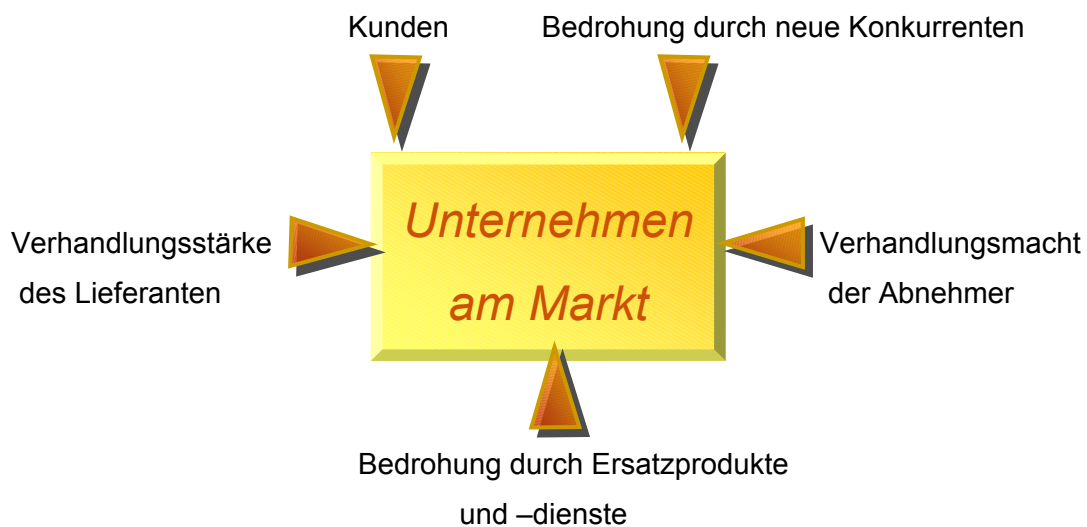 Kunden
Bedrohung durch neue Konkurrenten
Unternehmen
am Markt
Verhandlungsstärke
des Lieferanten
Verhandlungsmacht
der Abnehmer
Bedrohung durch Ersatzprodukte
und –dienste